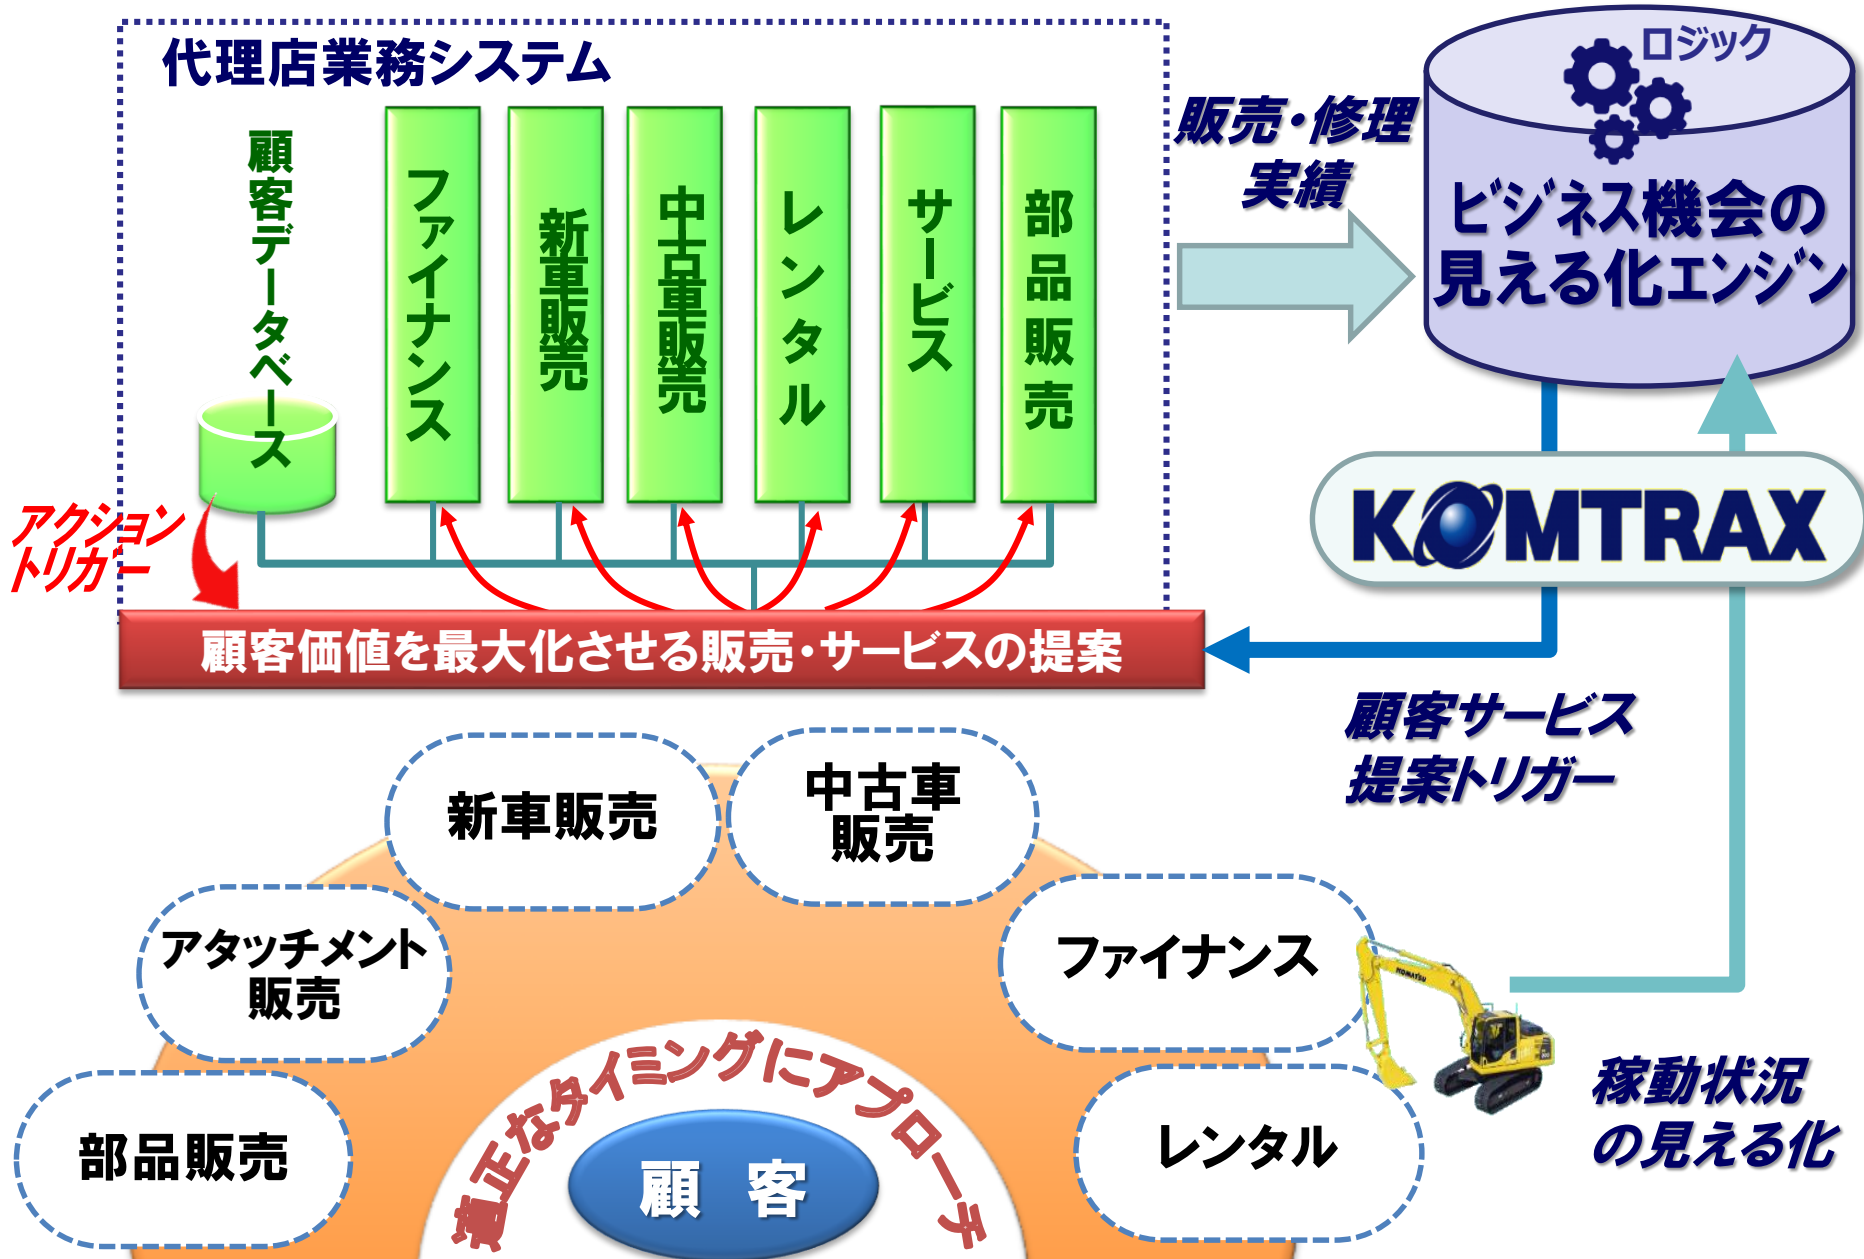 代理店業務システム
顧客データベース
ファイナンス
新車販売
中古車販売
レンタル
サービス
部品販売
販売・修理
実績
ロジック
ビジネス機会の
見える化エンジン
KOMTRAX
アクション
トリガー
顧客価値を最大化させる販売・サービスの提案
顧客サービス
提案トリガー
新車販売
中古車
販売
アタッチメント
販売
ファイナンス
KOMATSU
部品販売
レンタル
稼動状況
の見える化
適正なタイミングにアプローチ
顧 客